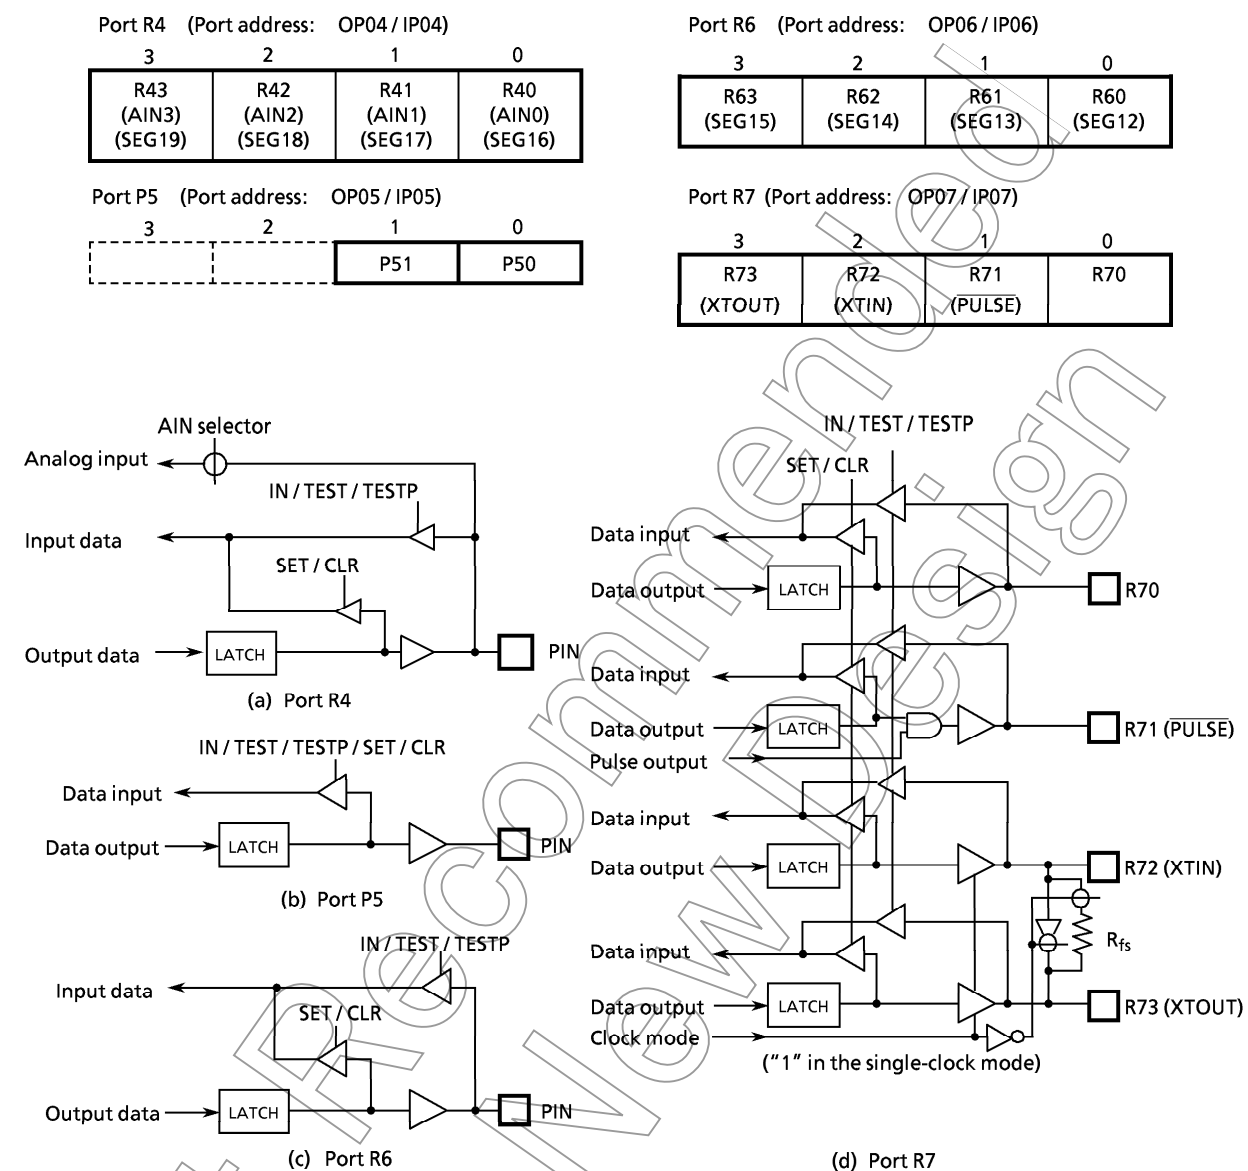 Port R4 (Port address: OP04 / IP04)
3 2 1 0
R43 R42 R41 R40
(AIN3) (AIN2) (AIN1) (AIN0)
(SEG19) (SEG18) (SEG17) (SEG16)
Port P5 (Port address: OP05 / IP05)
3 2 1 0
P51 P50
Port R6 (Port address: OP06 / IP06)
3 2 1 0
R63 R62 R61 R60
(SEG15) (SEG14) (SEG13) (SEG12)
Port R7 (Port address: OP07 / IP07)
3 2 1 0
R73 R72 R71 R70
(XTOUT) (XTIN) (PULSE)
AIN selector
Analog input
IN / TEST / TESTP
Input data
SET / CLR
Output data LATCH PIN
(a) Port R4
IN / TEST / TESTP / SET / CLR
Data input
Data output LATCH PIN
(b) Port P5
IN / TEST / TESTP
Input data
SET / CLR
Output data LATCH PIN
(c) Port R6
IN / TEST / TESTP
SET / CLR
Data input
Data output LATCH R70
Data input
Data output LATCH R71 (PULSE)
Pulse output
Data input
Data output LATCH R72 (XTIN)
Rfs
Data input
Data output LATCH R73 (XTOUT)
Clock mode
("1" in the single-clock mode)
(d) Port R7
Recommended
New Design